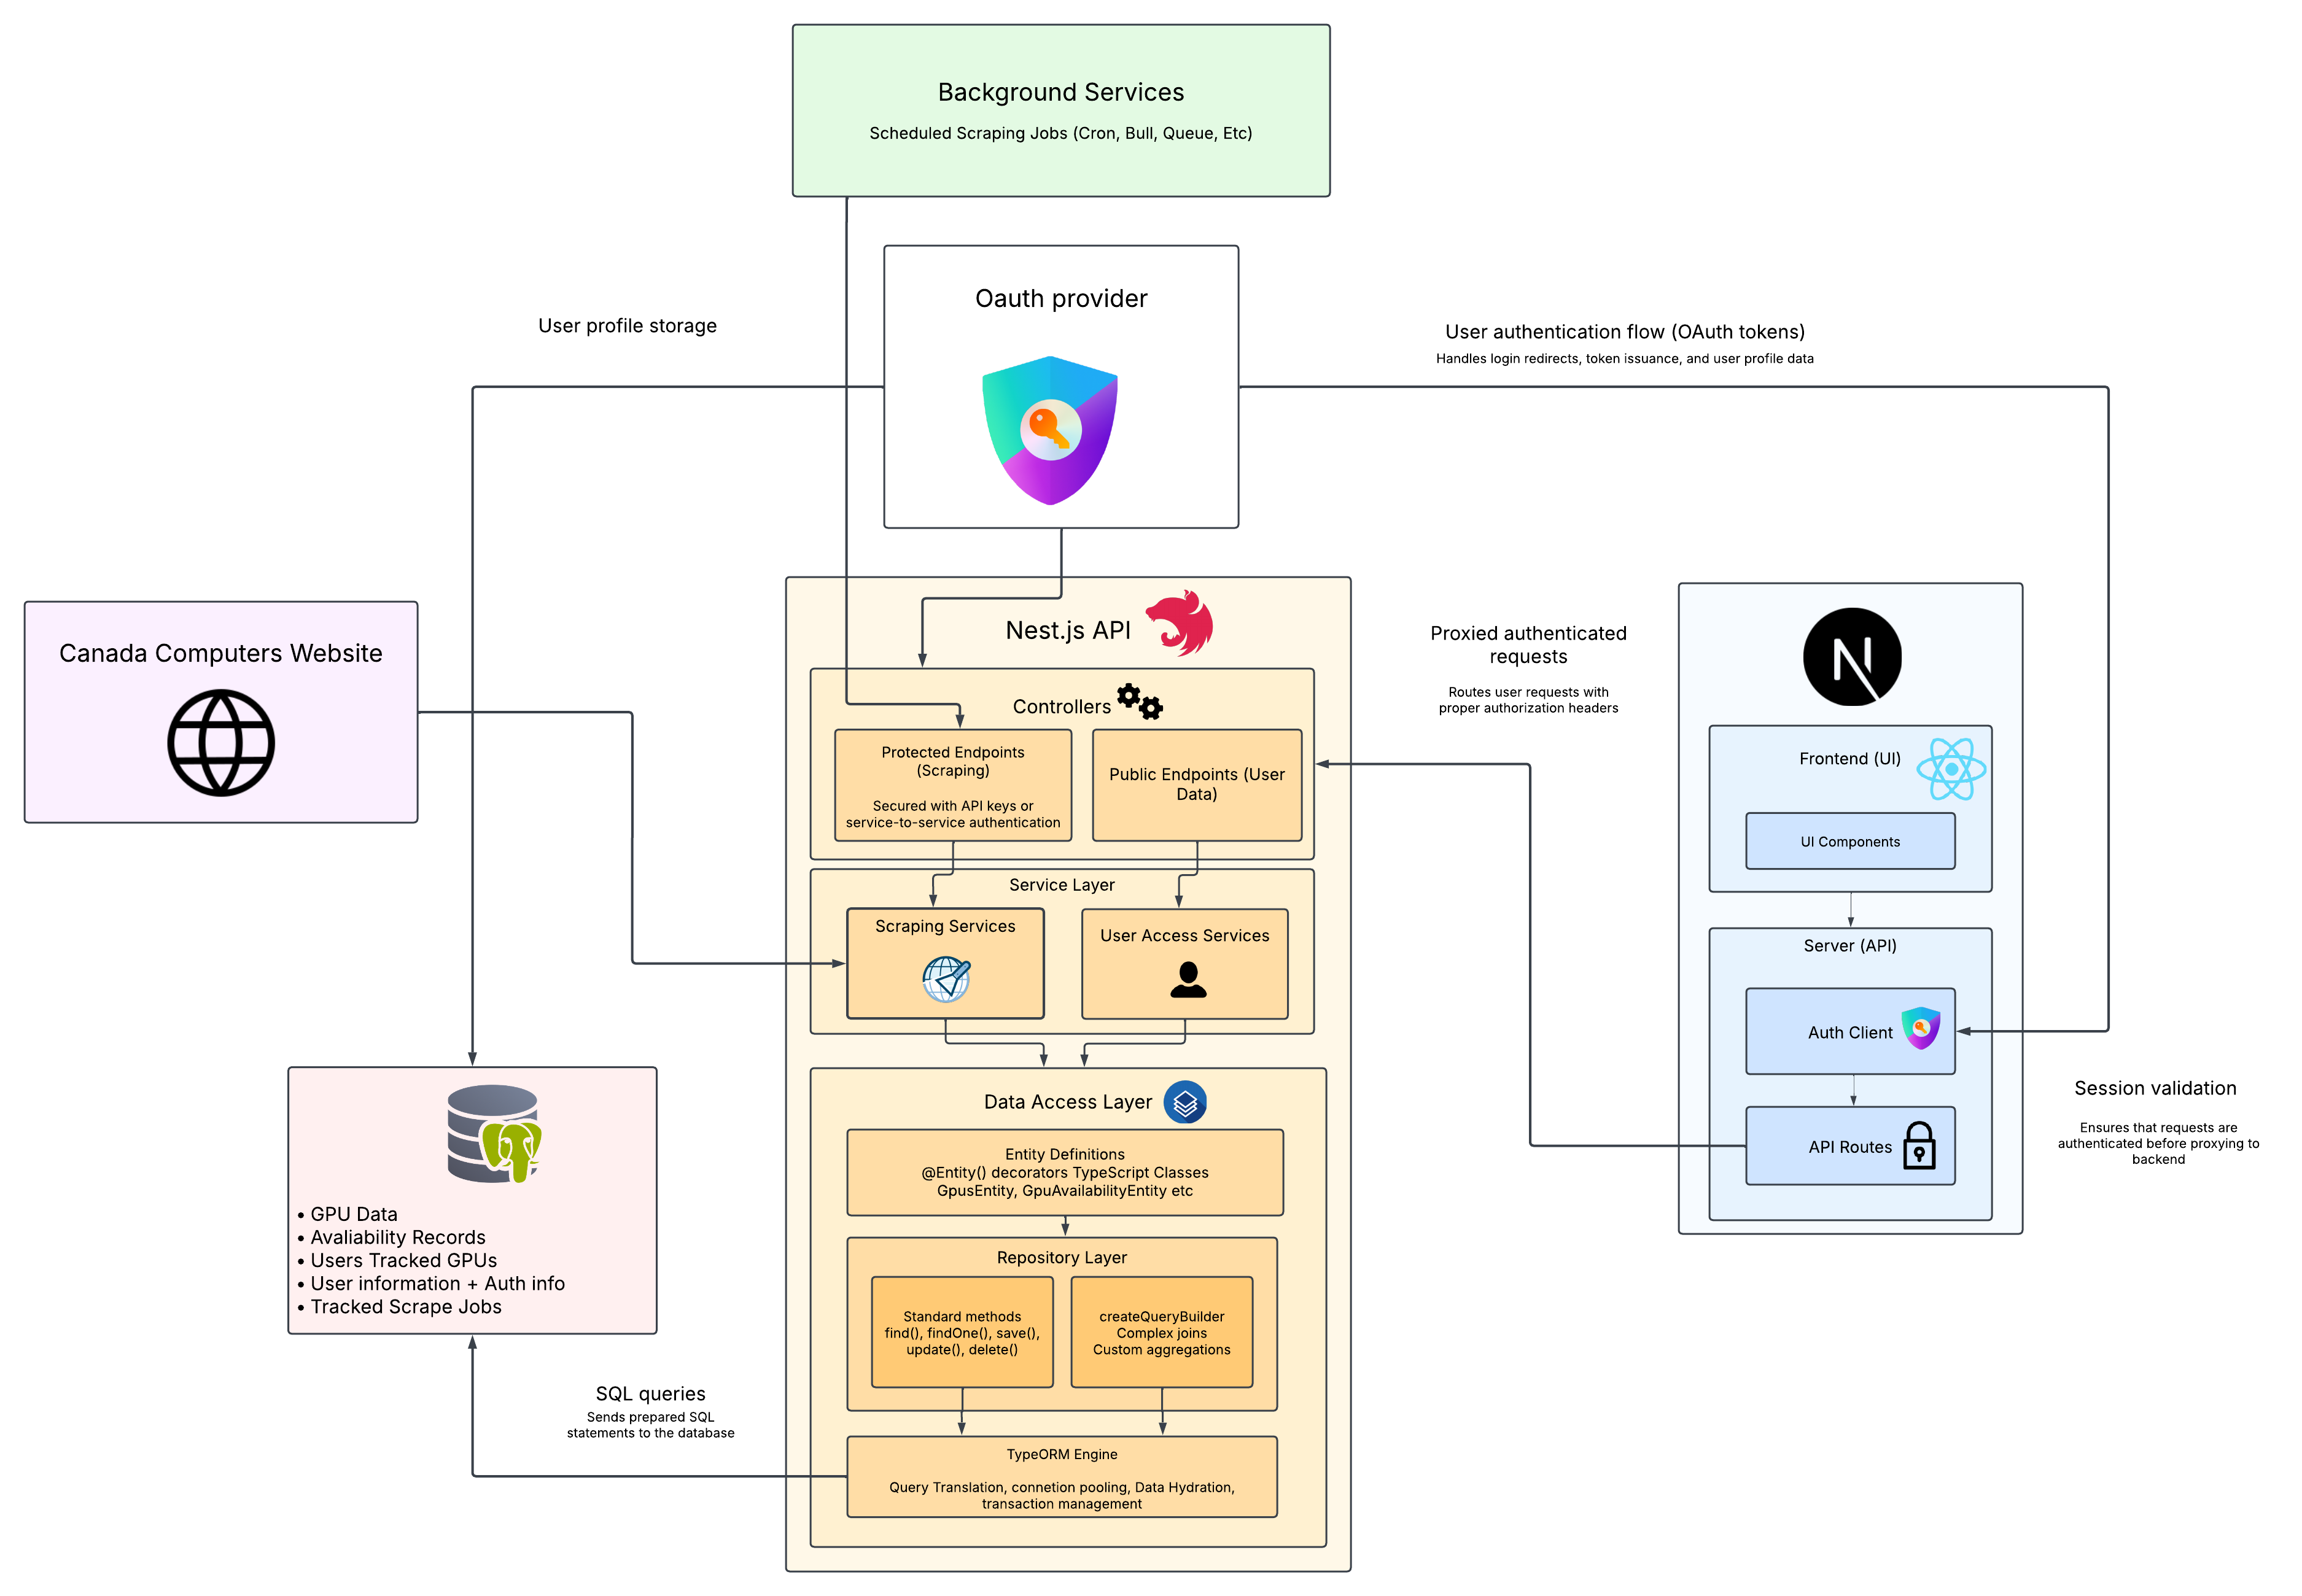 Background Services
Scheduled Scraping Jobs (Cron, Bull, Queue, Etc)
Oauth provider
User profile storage
User authentication flow (OAuth tokens)
Handles login redirects, token issuance, and user profile data
Canada Computers Website
Nest.js API
Controllers
Protected Endpoints
(Scraping)
Secured with API keys or
service-to-service authentication
Public Endpoints (User
Data)
Service Layer
Scraping Services
User Access Services
Proxied authenticated
requests
Routes user requests with
proper authorization headers
N
Frontend (UI)
UI Components
Server (API)
Auth Client
API Routes
Session validation
Ensures that requests are
authenticated before proxying to
backend
Data Access Layer
Entity Definitions
@Entity() decorators TypeScript Classes
GpusEntity, GpuAvailabilityEntity etc
Repository Layer
Standard methods
find(), findOne(), save(),
update(), delete()
createQueryBuilder
Complex joins
Custom aggregations
TypeORM Engine
Query Translation, connetion pooling, Data Hydration,
transaction management
• GPU Data
• Avaliability Records
• Users Tracked GPUs
• User information + Auth info
• Tracked Scrape Jobs
SQL queries
Sends prepared SQL
statements to the database